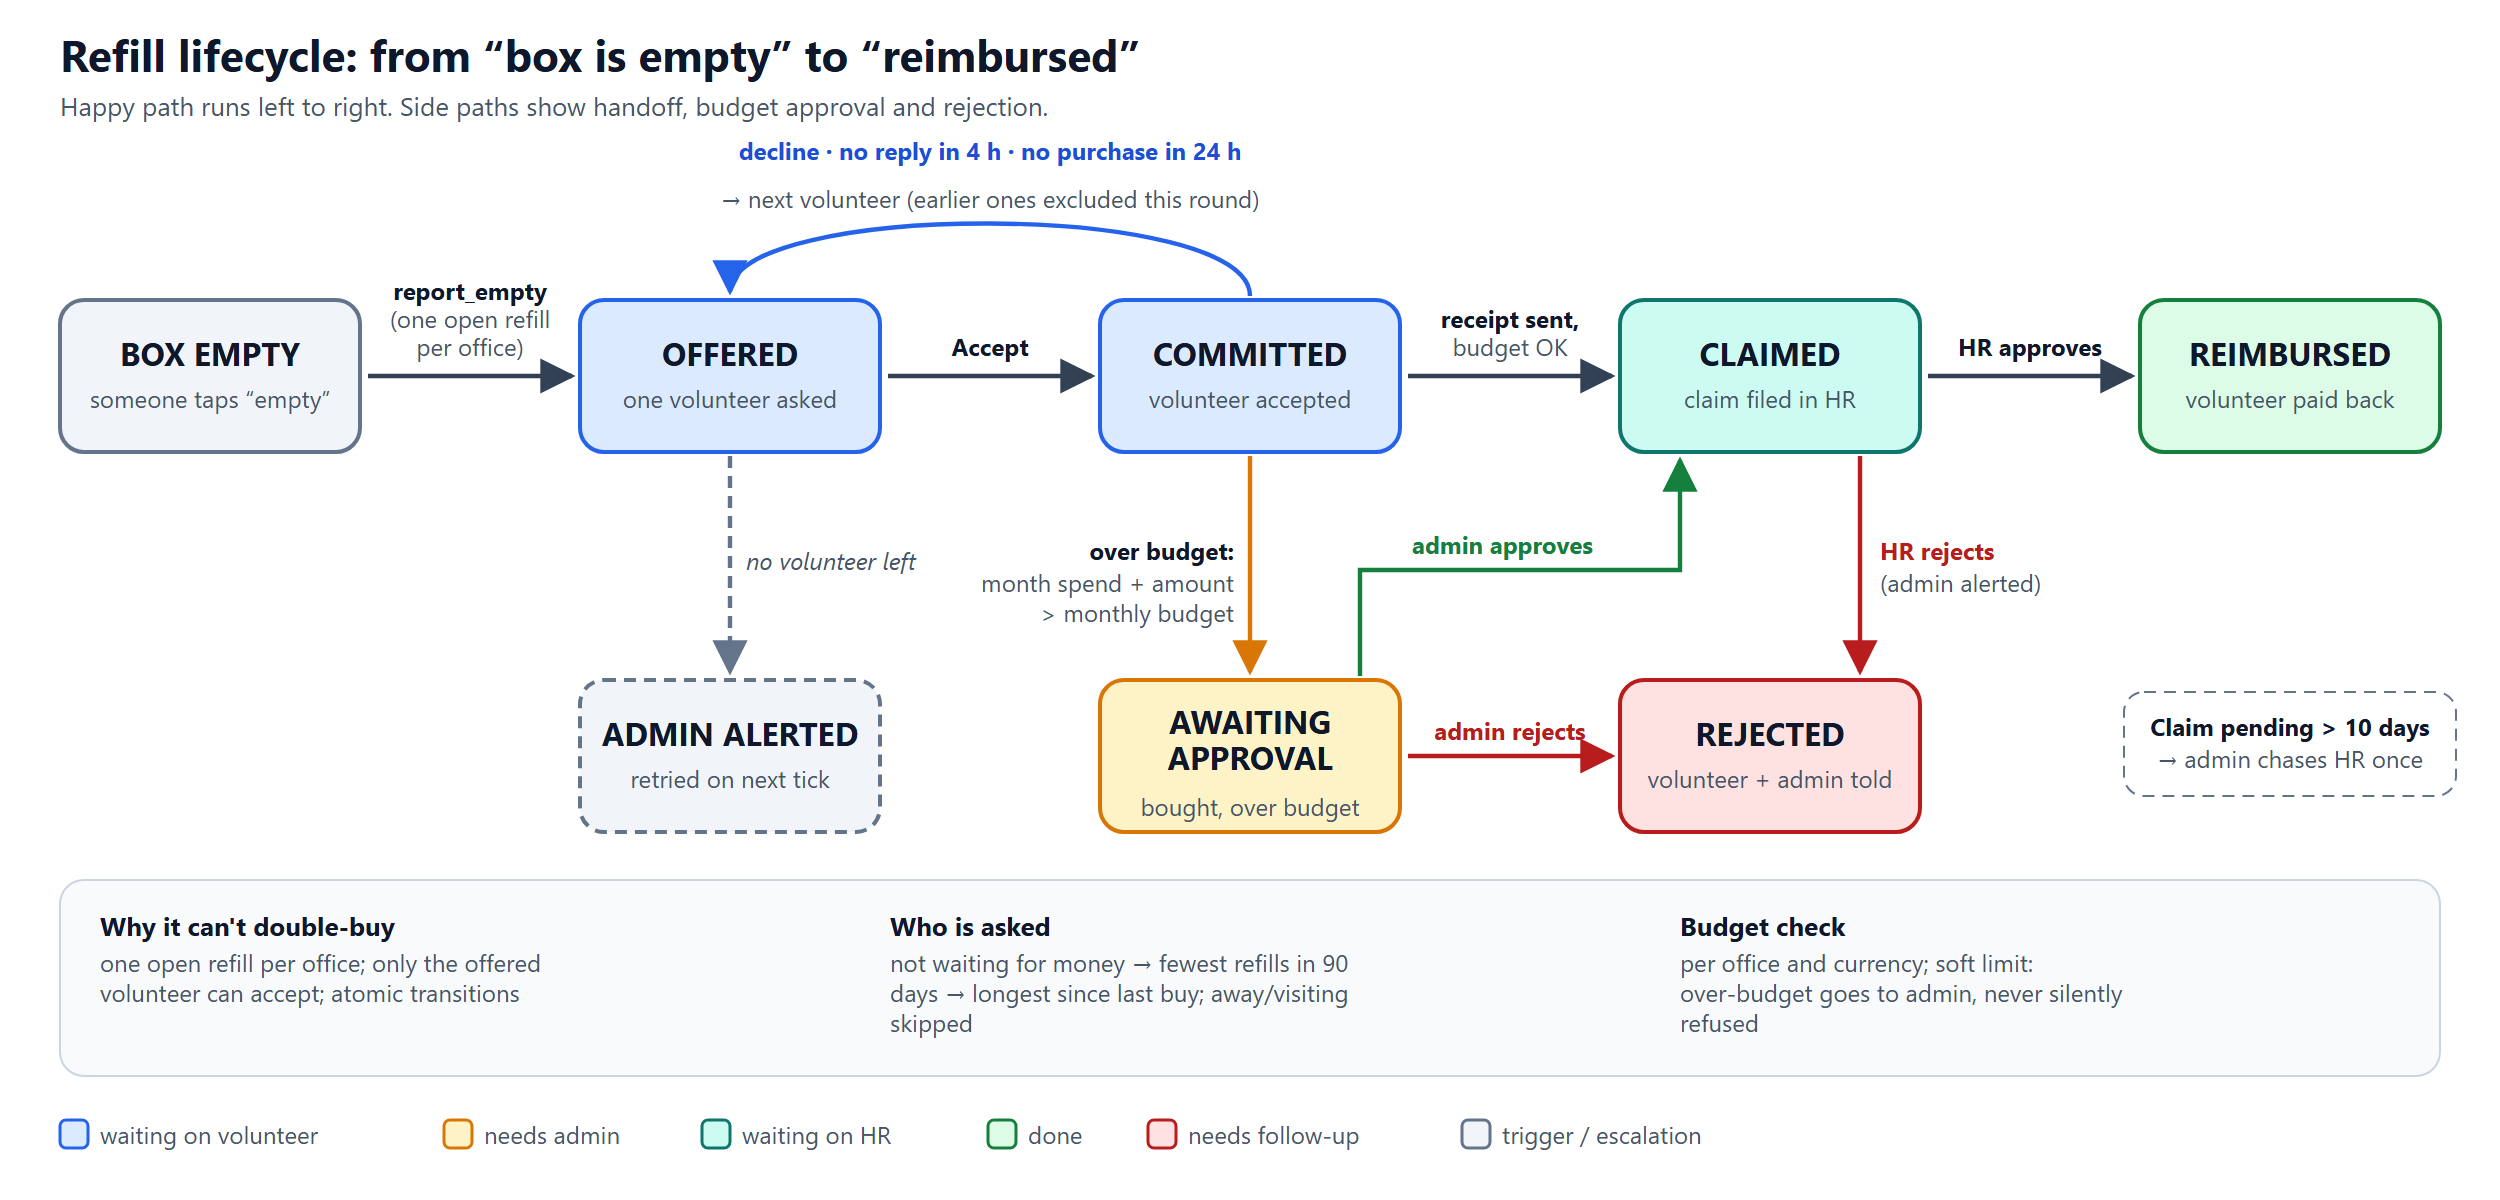 Refill lifecycle: from “box is empty” to “reimbursed”
Happy path runs left to right. Side paths show handoff, budget approval and rejection.
decline · no reply in 4 h · no purchase in 24 h
→ next volunteer (earlier ones excluded this round)
BOX EMPTY
someone taps “empty”
report_empty
(one open refill
per office)
OFFERED
one volunteer asked
Accept
COMMITTED
volunteer accepted
receipt sent,
budget OK
CLAIMED
claim filed in HR
HR approves
REIMBURSED
volunteer paid back
no volunteer left
over budget:
month spend + amount
> monthly budget
admin approves
HR rejects
(admin alerted)
ADMIN ALERTED
retried on next tick
AWAITING
APPROVAL
bought, over budget
admin rejects
REJECTED
volunteer + admin told
Claim pending > 10 days
→ admin chases HR once
Why it can't double-buy
one open refill per office; only the offered
volunteer can accept; atomic transitions
Who is asked
not waiting for money → fewest refills in 90
days → longest since last buy; away/visiting
skipped
Budget check
per office and currency; soft limit:
over-budget goes to admin, never silently
refused
waiting on volunteer
needs admin
waiting on HR
done
needs follow-up
trigger / escalation